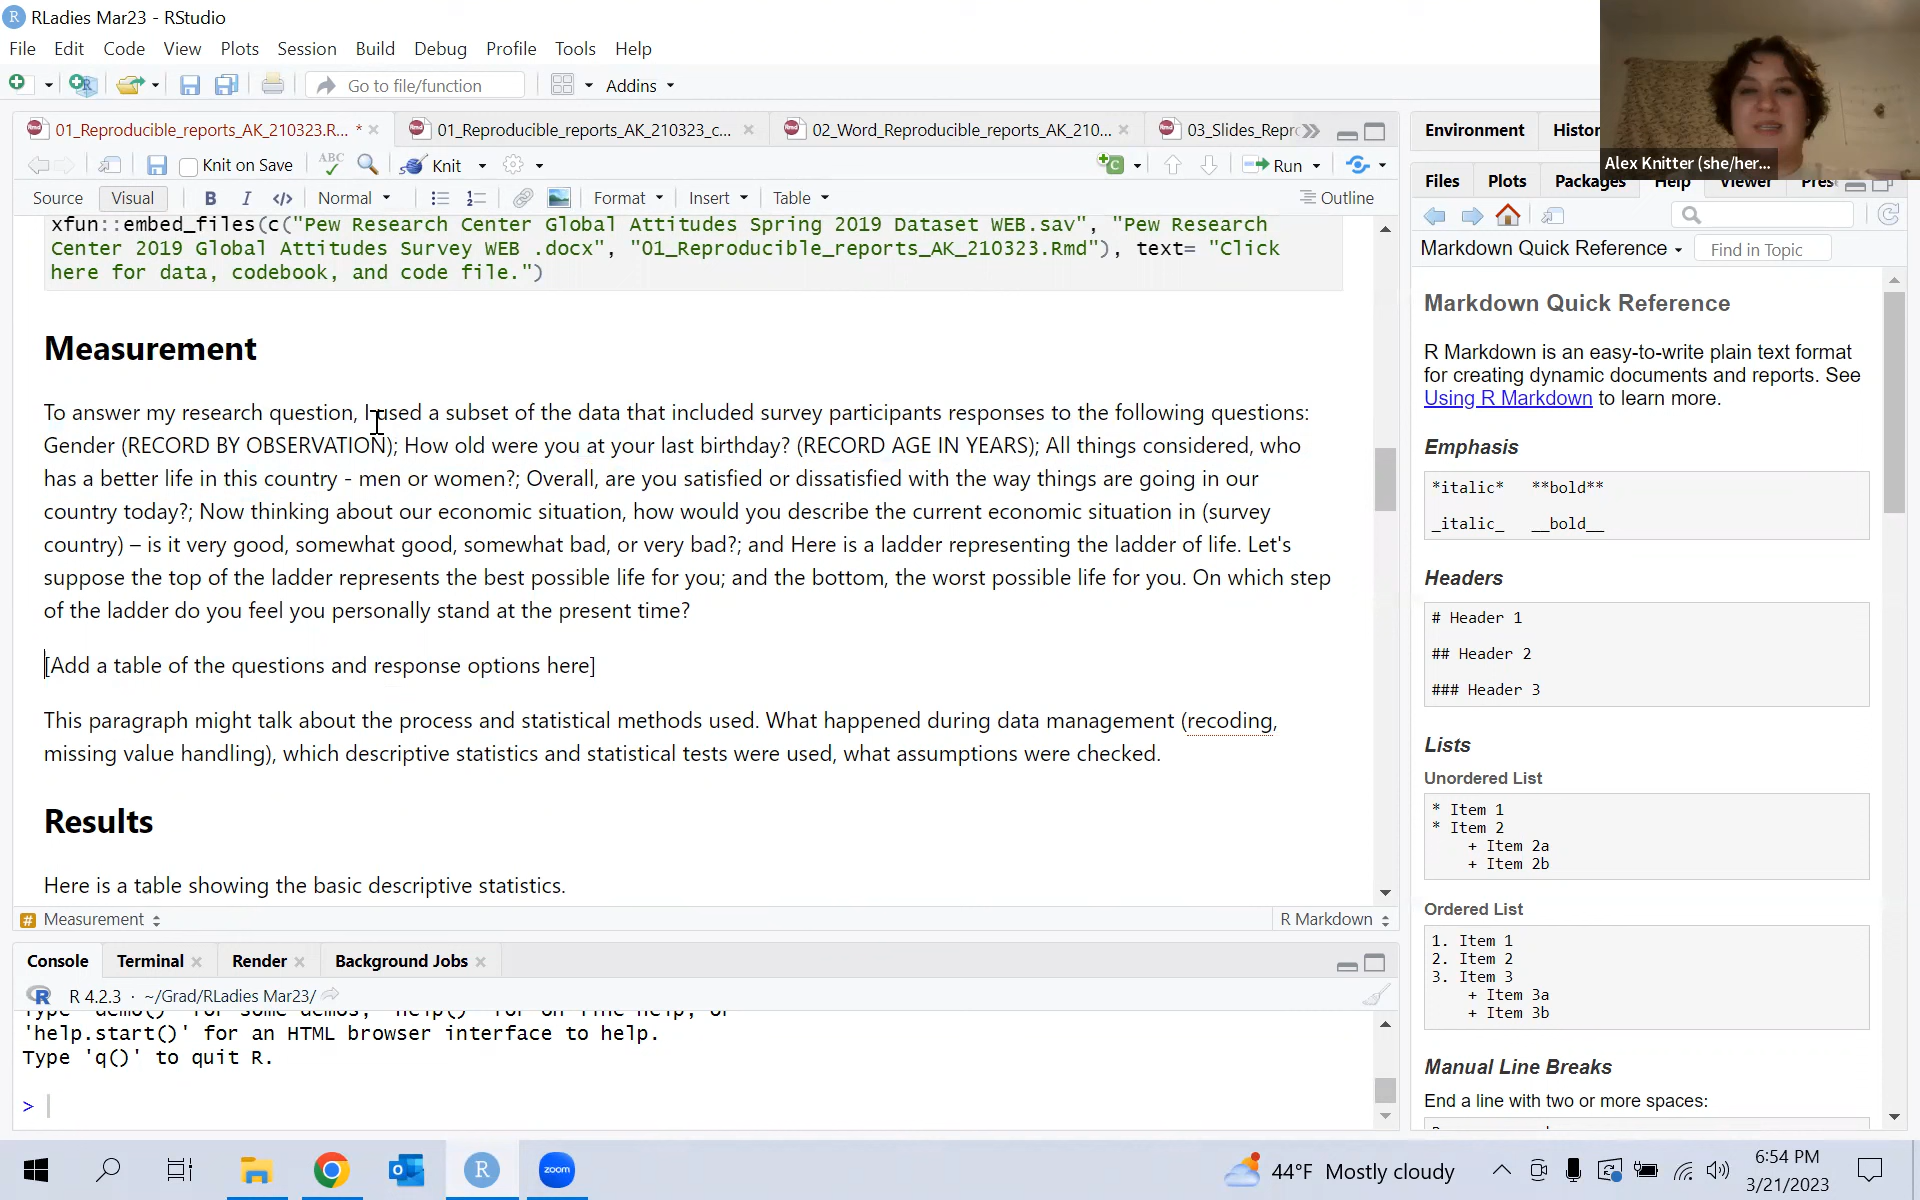 RLadies Mar23 - RStudio
File Edit Code View Plots Session Build Debug Profile Tools Help
Go to file/function Addins
01_Reproducible_reports_AK_210323.R... * 01_Reproducible_reports_AK_210323_c... 02_Word_Reproducible_reports_AK_210... 03_Slides_Repro
Knit on Save ABC Knit Run
Source Visual B I </> Normal Format Insert Table Outline
xfun::embed_files(c("Pew Research Center Global Attitudes Spring 2019 Dataset WEB.sav", "Pew Research
Center 2019 Global Attitudes Survey WEB .docx", "01_Reproducible_reports_AK_210323.Rmd"), text= "Click
here for data, codebook, and code file.")
Measurement
To answer my research question, I used a subset of the data that included survey participants responses to the following questions:
Gender (RECORD BY OBSERVATION); How old were you at your last birthday? (RECORD AGE IN YEARS); All things considered, who
has a better life in this country - men or women?; Overall, are you satisfied or dissatisfied with the way things are going in our
country today?; Now thinking about our economic situation, how would you describe the current economic situation in (survey
country) – is it very good, somewhat good, somewhat bad, or very bad?; and Here is a ladder representing the ladder of life. Let's
suppose the top of the ladder represents the best possible life for you; and the bottom, the worst possible life for you. On which step
of the ladder do you feel you personally stand at the present time?
[Add a table of the questions and response options here]
This paragraph might talk about the process and statistical methods used. What happened during data management (recoding,
missing value handling), which descriptive statistics and statistical tests were used, what assumptions were checked.
Results
Here is a table showing the basic descriptive statistics.
# Measurement R Markdown
Console Terminal Render Background Jobs
R 4.2.3 · ~/Grad/RLadies Mar23/
Type 'demo()' for some demos, 'help()' for on-line help, or
'help.start()' for an HTML browser interface to help.
Type 'q()' to quit R.
>
Environment Histor
Alex Knitter (she/her...
Files Plots Packages Help Viewer Pres
Markdown Quick Reference Find in Topic
Markdown Quick Reference
R Markdown is an easy-to-write plain text format
for creating dynamic documents and reports. See
Using R Markdown to learn more.
Emphasis
*italic* **bold**
_italic_ __bold__
Headers
# Header 1
## Header 2
### Header 3
Lists
Unordered List
* Item 1
* Item 2
+ Item 2a
+ Item 2b
Ordered List
1. Item 1
2. Item 2
3. Item 3
+ Item 3a
+ Item 3b
Manual Line Breaks
End a line with two or more spaces:
zoom
44°F Mostly cloudy
6:54 PM
3/21/2023